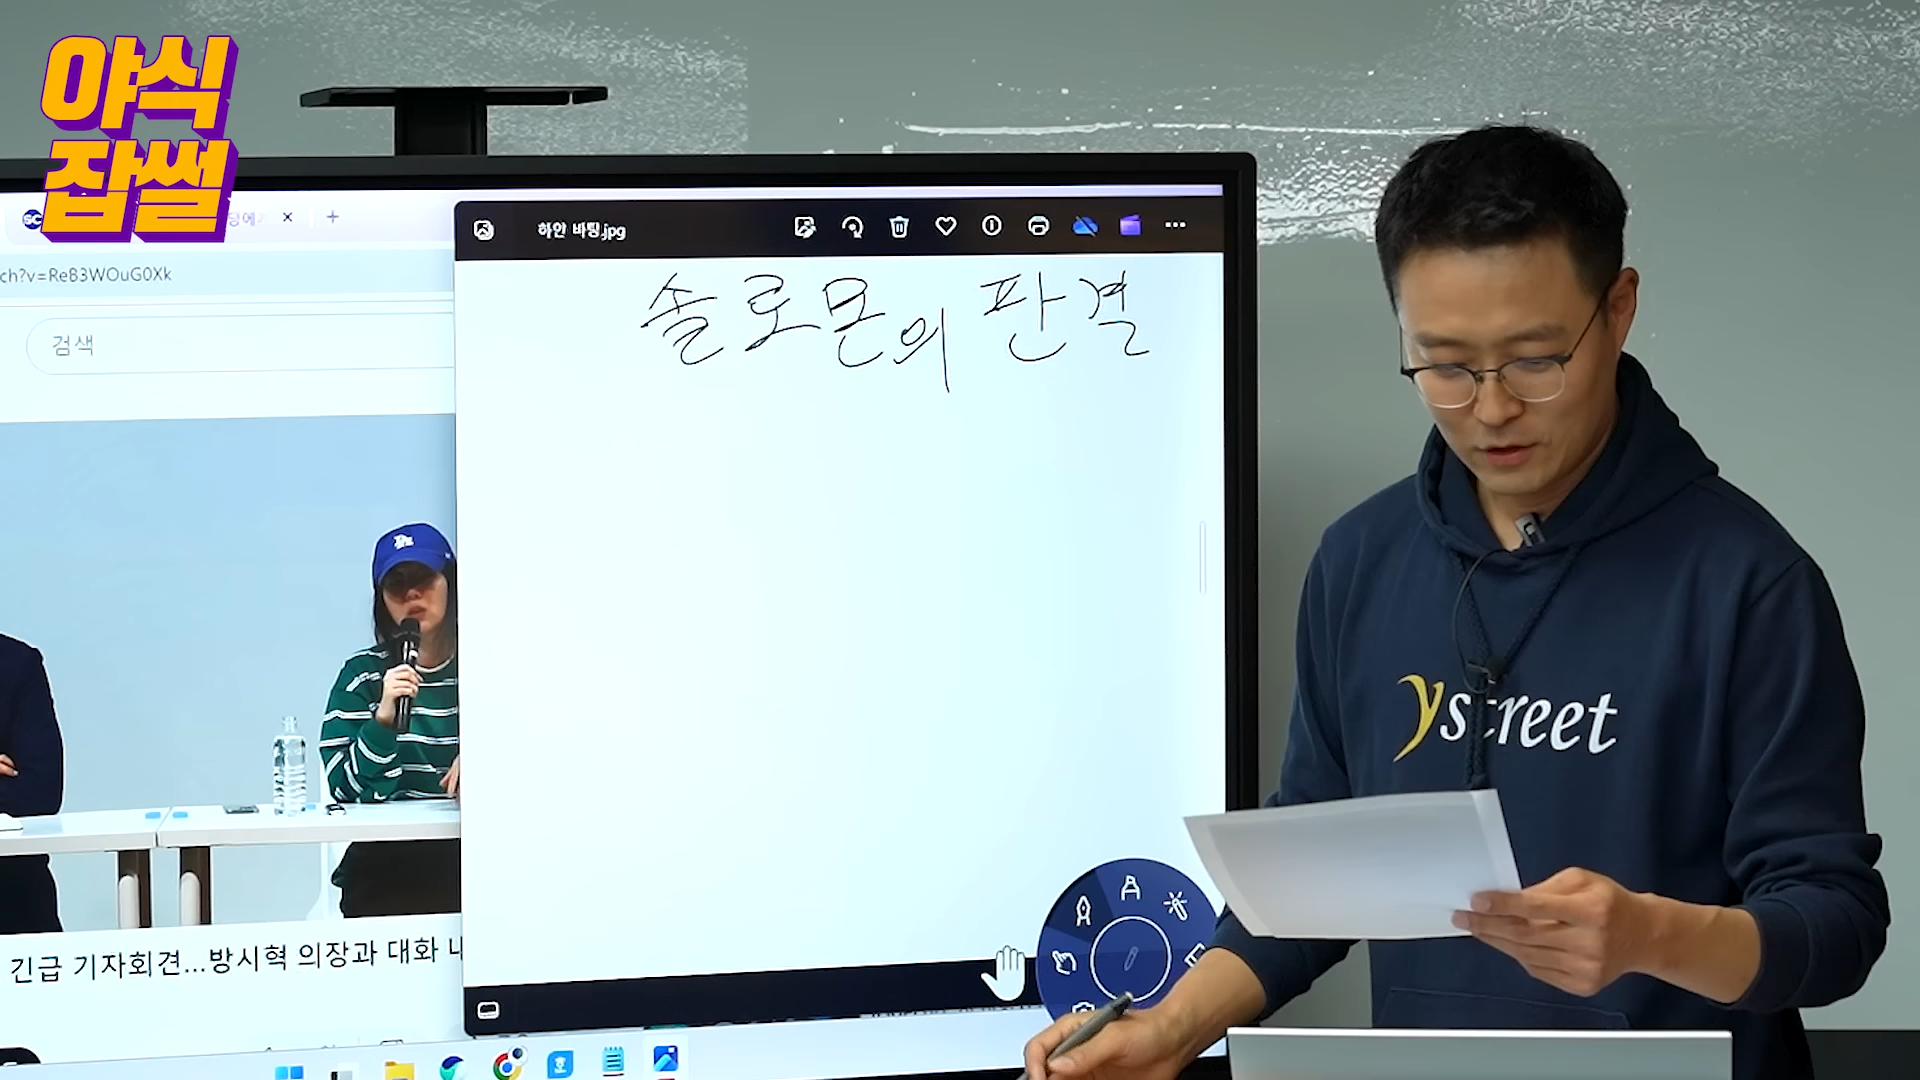 야식
잡썰
하얀 바탕.jpg
ch?v=ReB3WOuG0Xk
솔로몬의 판결
검색
ystreet
긴급 기자회견...방시혁 의장과 대화